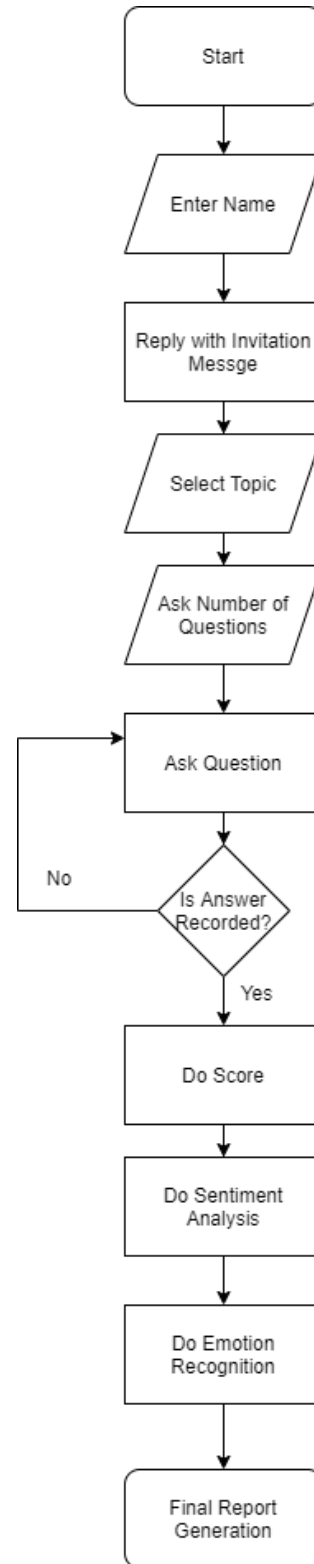 Start
Enter Name
Reply with Invitation
Messge
Select Topic
Ask Number of
Questions
Ask Question
No
Is Answer
Recorded?
Yes
Do Score
Do Sentiment
Analysis
Do Emotion
Recognition
Final Report
Generation